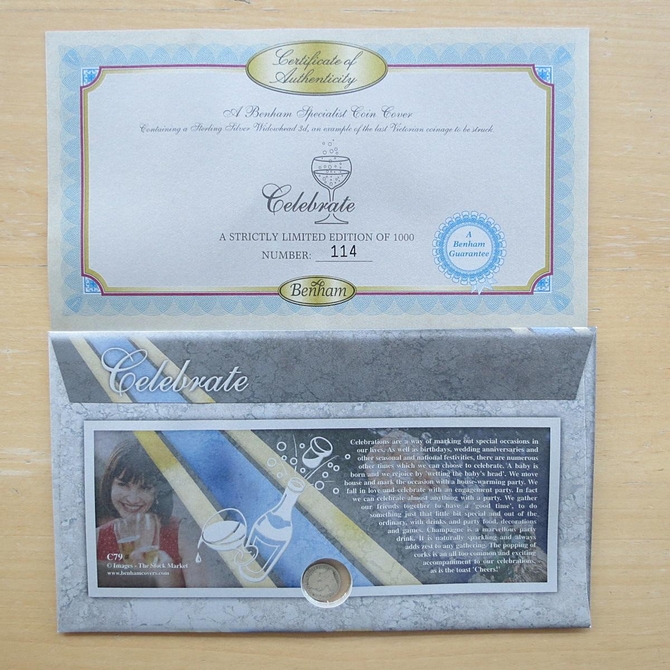 Certificate of
Authenticity
A Benham Specialist Coin Cover
Containing a Sterling Silver Widowhead 3d, an example of the last Victorian coinage to be struck.
Celebrate
A STRICTLY LIMITED EDITION OF 1000
NUMBER: 114
A
Benham
Guarantee
Benham
Celebrate
Celebrations are a way of marking out special occasions in
our lives. As well as birthdays, wedding anniversaries and
other seasonal and national festivities, there are numerous
other times which we can choose to celebrate. A baby is
born and we rejoice by 'wetting the baby's head'. We move
house and mark the occasion with a house-warming party. We
fall in love and celebrate with an engagement party. In fact
we can celebrate almost anything with a party. We gather
our friends together to have a 'good time', to do
something just that little bit special and out of the
ordinary, with drinks and party food, decorations
and games. Champagne is a marvellous party
drink. It is naturally sparkling and always
adds zest to any gathering. The popping of
corks is an all too common and exciting
accompaniment to our celebrations,
as is the toast 'Cheers!'
C79
© Images - The Stock Market
www.benhamcovers.com